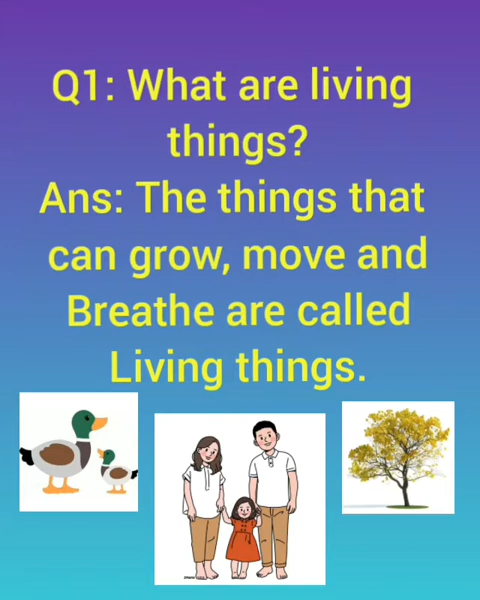 Q1: What are living
things?
Ans: The things that
can grow, move and
Breathe are called
Living things.